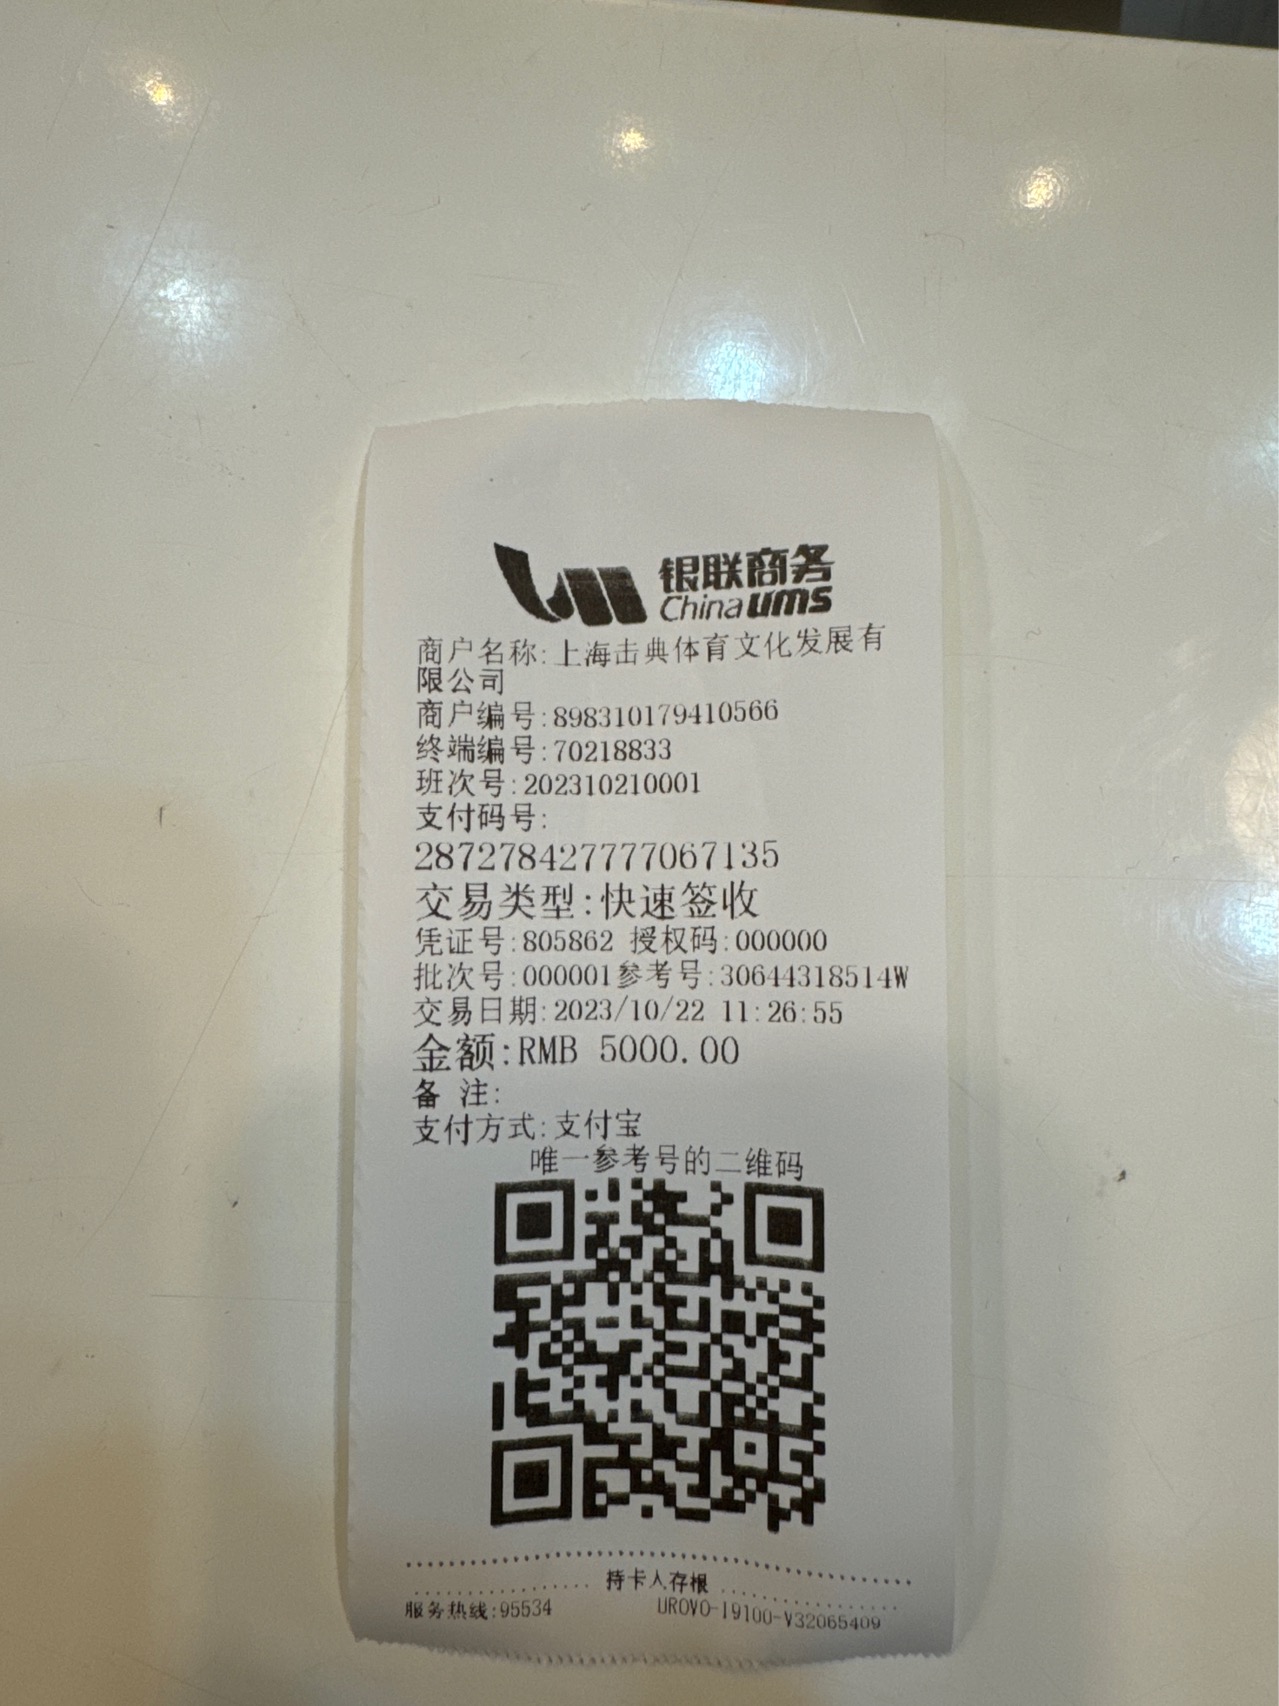 银联商务
China ums
商户名称:上海击典体育文化发展有
限公司
商户编号:898310179410566
终端编号:70218833
班次号:202310210001
支付码号:
287278427777067135
交易类型:快速签收
凭证号:805862 授权码:000000
批次号:000001参考号:30644318514W
交易日期:2023/10/22 11:26:55
金额:RMB 5000.00
备 注:
支付方式:支付宝
唯一参考号的二维码
持卡人存根
服务热线:95534 UROVO-I9100-V32065409